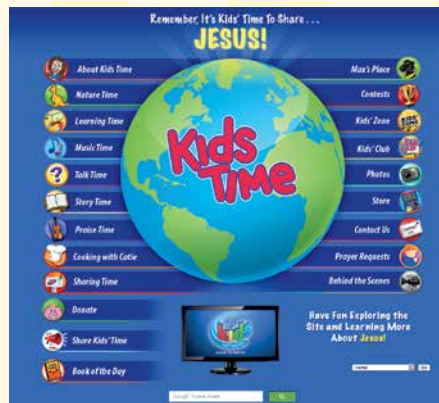 Remember, It's Kids' Time To Share . . .
JESUS!
About Kids Time
Nature Time
Learning Time
Music Time
Talk Time
Story Time
Praise Time
Cooking with Catie
Sharing Time
Donate
Share Kids' Time
Book of the Day
Kids
Time
Max's Place
Contests
Kids' Zone
Kids' Club
Photos
Store
Contact Us
Prayer Requests
Behind the Scenes
Have Fun Exploring the
Site and Learning More
About Jesus!